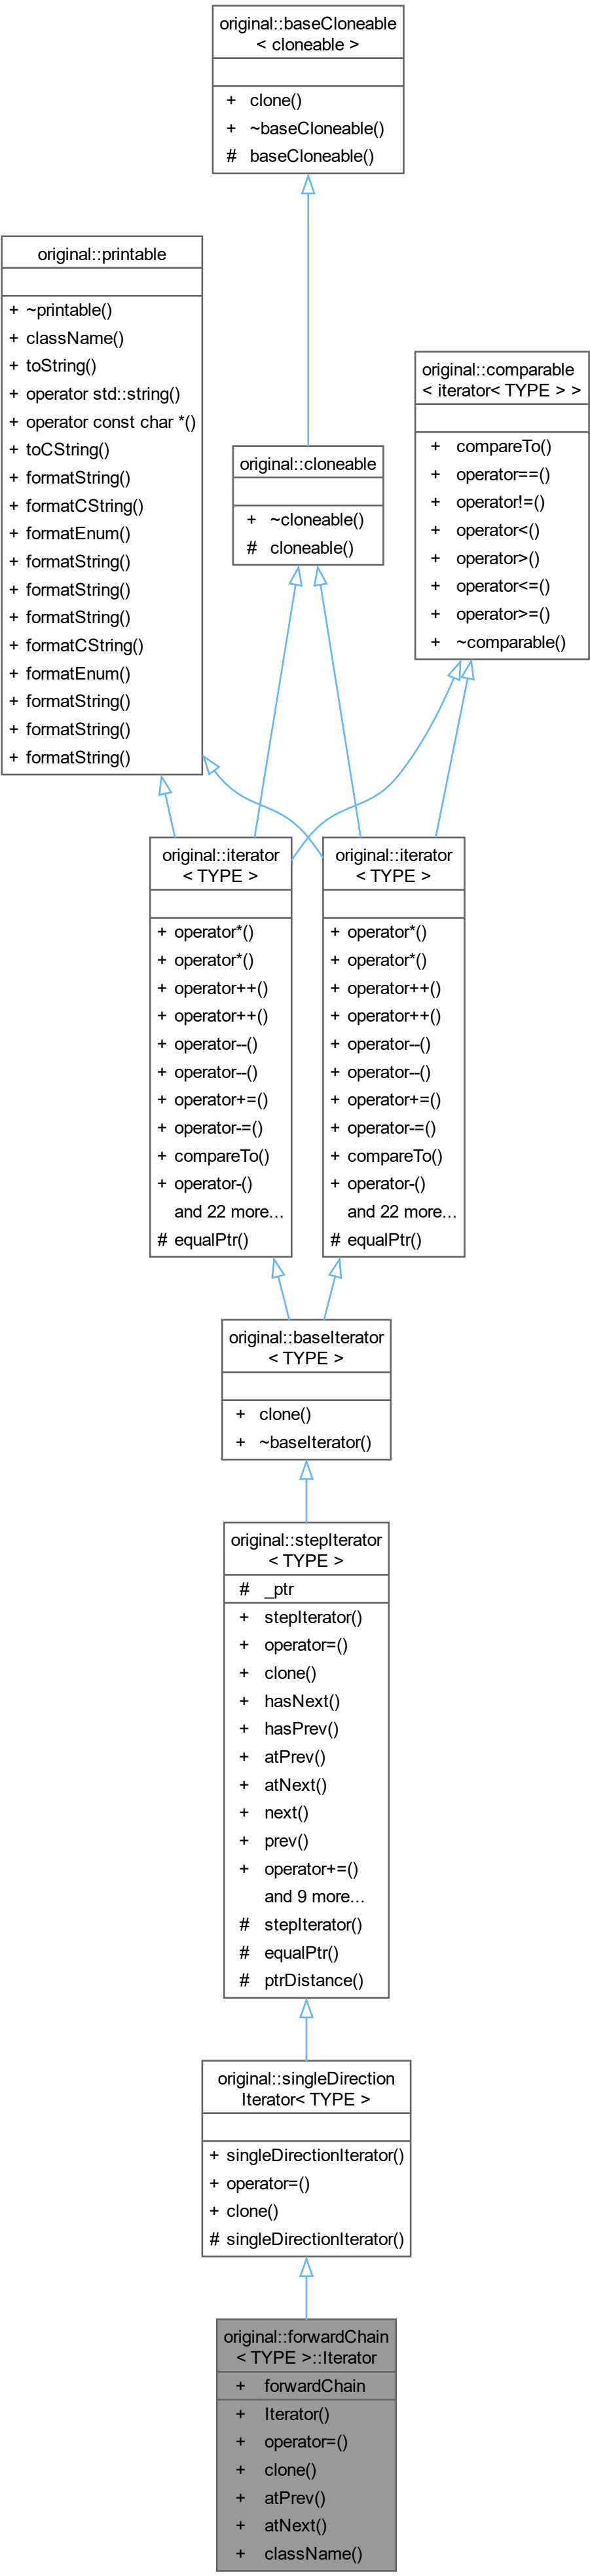 original::baseCloneable
< cloneable >
+ clone()
+ ~baseCloneable()
# baseCloneable()
original::printable
+ ~printable()
+ className()
+ toString()
+ operator std::string()
+ operator const char *()
+ toCString()
+ formatString()
+ formatCString()
+ formatEnum()
+ formatString()
+ formatString()
+ formatString()
+ formatCString()
+ formatEnum()
+ formatString()
+ formatString()
+ formatString()
original::comparable
< iterator< TYPE > >
+ compareTo()
+ operator==()
+ operator!=()
+ operator<()
+ operator>()
+ operator<=()
+ operator>=()
+ ~comparable()
original::cloneable
+ ~cloneable()
# cloneable()
original::iterator
< TYPE >
+ operator*()
+ operator*()
+ operator++()
+ operator++()
+ operator--()
+ operator--()
+ operator+=()
+ operator-=()
+ compareTo()
+ operator-()
and 22 more...
# equalPtr()
original::iterator
< TYPE >
+ operator*()
+ operator*()
+ operator++()
+ operator++()
+ operator--()
+ operator--()
+ operator+=()
+ operator-=()
+ compareTo()
+ operator-()
and 22 more...
# equalPtr()
original::baseIterator
< TYPE >
+ clone()
+ ~baseIterator()
original::stepIterator
< TYPE >
# _ptr
+ stepIterator()
+ operator=()
+ clone()
+ hasNext()
+ hasPrev()
+ atPrev()
+ atNext()
+ next()
+ prev()
+ operator+=()
and 9 more...
# stepIterator()
# equalPtr()
# ptrDistance()
original::singleDirection
Iterator< TYPE >
+ singleDirectionIterator()
+ operator=()
+ clone()
# singleDirectionIterator()
original::forwardChain
< TYPE >::Iterator
+ forwardChain
+ Iterator()
+ operator=()
+ clone()
+ atPrev()
+ atNext()
+ className()